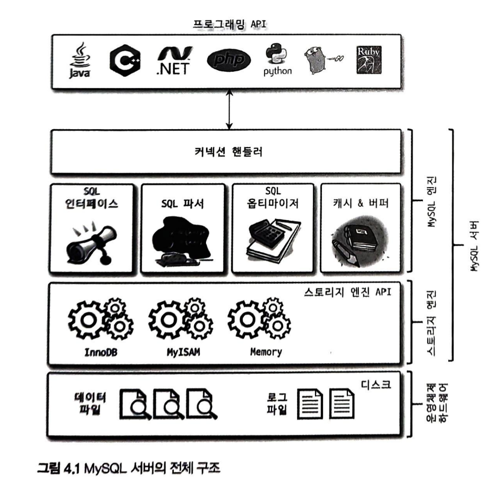 프로그래밍 API
Java
C++
.NET
php
python
GO
Ruby
커넥션 핸들러
SQL
인터페이스
SQL 파서
SQL
옵티마이저
캐시 & 버퍼
MySQL 엔진
MySQL 서버
스토리지 엔진 API
InnoDB
MyISAM
Memory
스토리지 엔진
디스크
데이터
파일
로그
파일
운영체제
하드웨어
그림 4.1 MySQL 서버의 전체 구조